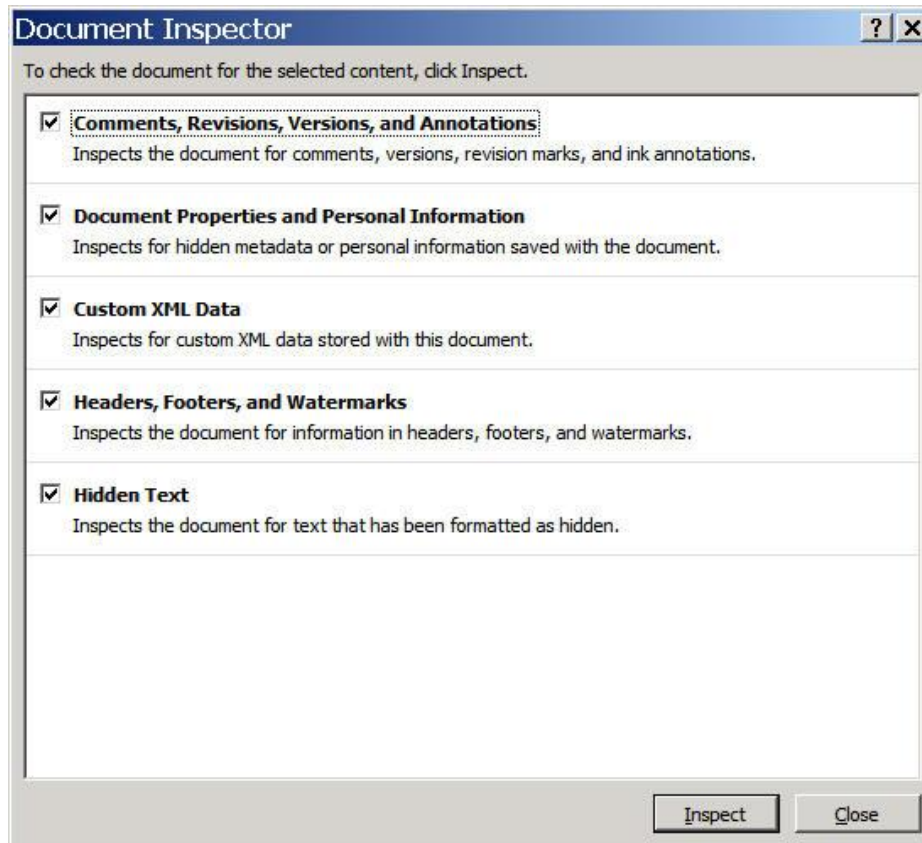 Document Inspector
To check the document for the selected content, click Inspect.
Comments, Revisions, Versions, and Annotations
Inspects the document for comments, versions, revision marks, and ink annotations.
Document Properties and Personal Information
Inspects for hidden metadata or personal information saved with the document.
Custom XML Data
Inspects for custom XML data stored with this document.
Headers, Footers, and Watermarks
Inspects the document for information in headers, footers, and watermarks.
Hidden Text
Inspects the document for text that has been formatted as hidden.
Inspect Close